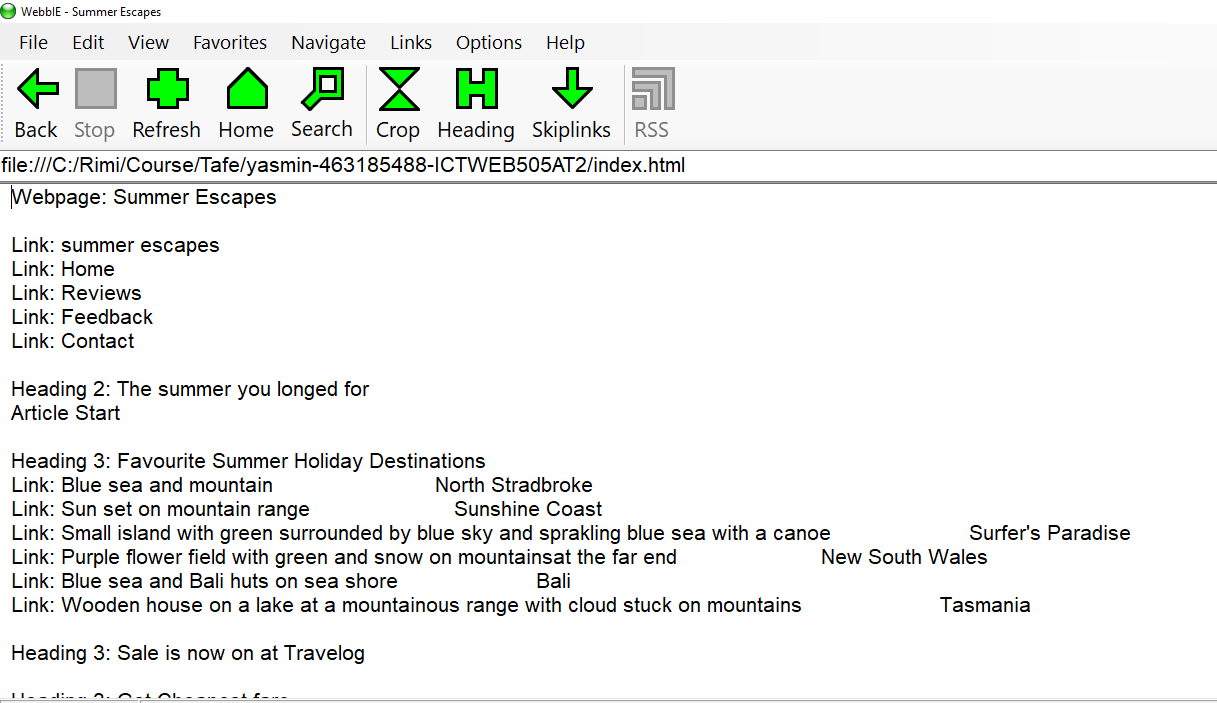 WebbIE - Summer Escapes
File Edit View Favorites Navigate Links Options Help
Back Stop Refresh Home Search Crop Heading Skiplinks RSS
file:///C:/Rimi/Course/Tafe/yasmin-463185488-ICTWEB505AT2/index.html
Webpage: Summer Escapes
Link: summer escapes
Link: Home
Link: Reviews
Link: Feedback
Link: Contact
Heading 2: The summer you longed for
Article Start
Heading 3: Favourite Summer Holiday Destinations
Link: Blue sea and mountain North Stradbroke
Link: Sun set on mountain range Sunshine Coast
Link: Small island with green surrounded by blue sky and sprakling blue sea with a canoe Surfer's Paradise
Link: Purple flower field with green and snow on mountainsat the far end New South Wales
Link: Blue sea and Bali huts on sea shore Bali
Link: Wooden house on a lake at a mountainous range with cloud stuck on mountains Tasmania
Heading 3: Sale is now on at Travelog